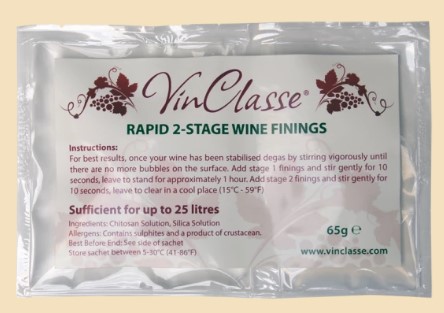 VinClasse®
RAPID 2-STAGE WINE FININGS
Instructions:
For best results, once your wine has been stabilised degas by stirring vigorously until
there are no more bubbles on the surface. Add stage 1 finings and stir gently for 10
seconds, leave to stand for approximately 1 hour. Add stage 2 finings and stir gently for
10 seconds, leave to clear in a cool place (15°C - 59°F)
Sufficient for up to 25 litres
Ingredients: Chitosan Solution, Silica Solution
Allergens: Contains sulphites and a product of crustacean.
Best Before End: See side of sachet
Store sachet between 5-30°C (41-86°F)
65g ℮
www.vinclasse.com